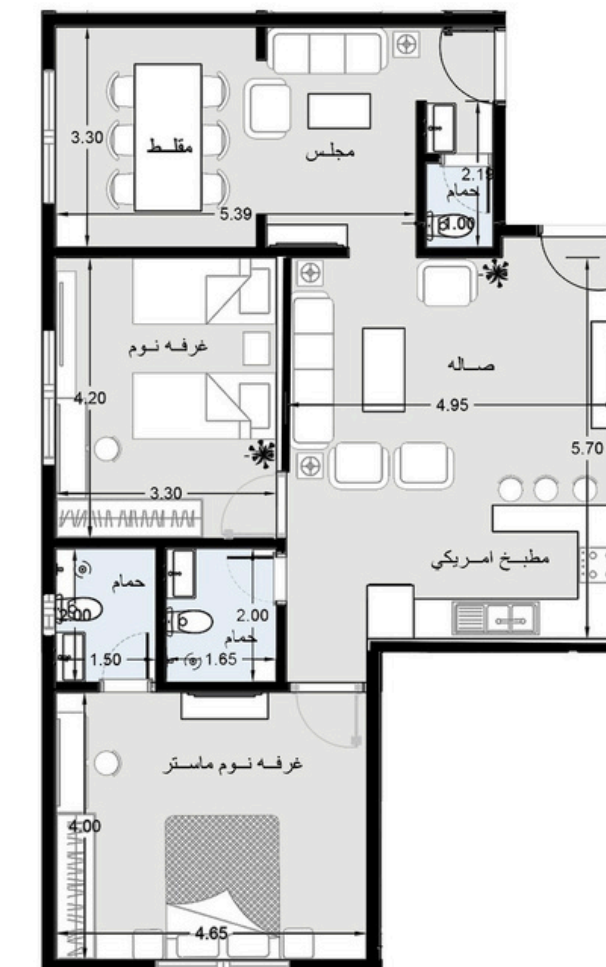 3.30
مقلط
مجلس
5.39
2.19
حمام
1.00
غرفه نوم
4.20
3.30
صاله
4.95
5.70
مطبخ امريكي
حمام
2.00
1.50
2.00
حمام
1.65
غرفه نوم ماستر
4.00
4.65